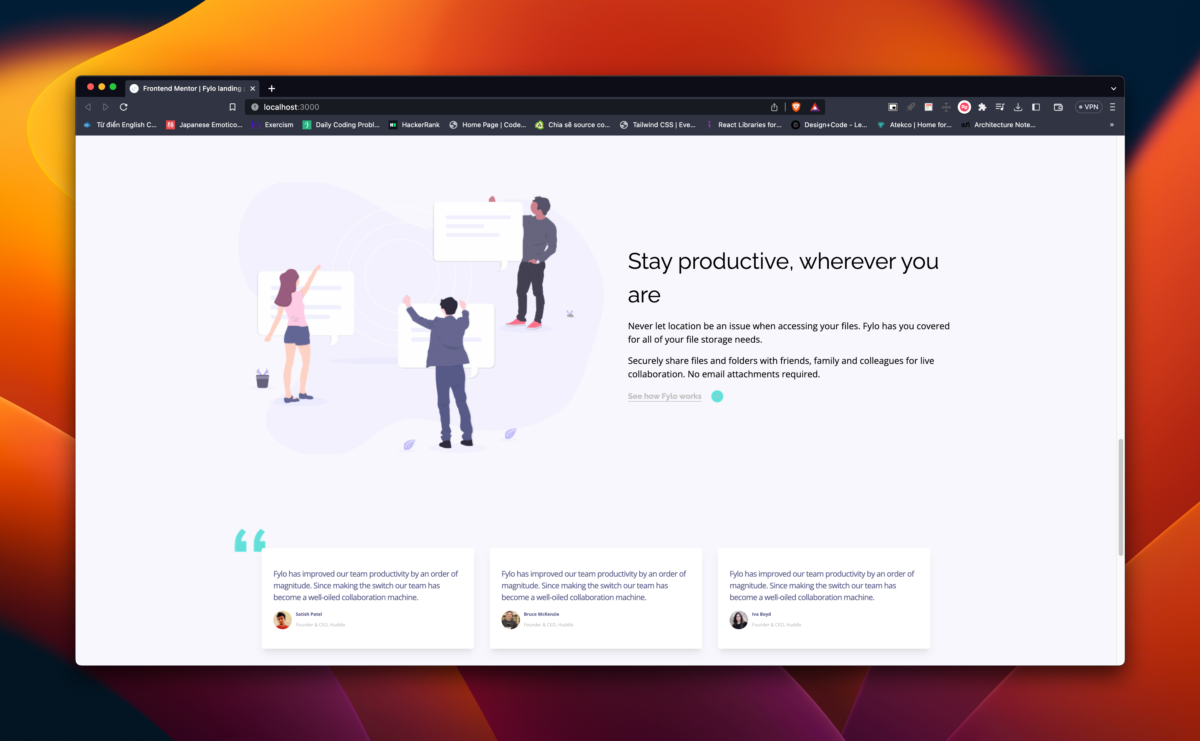 Frontend Mentor | Fylo landing
localhost:3000
VPN
Từ điển English C...
Japanese Emotico...
Exercism
Daily Coding Probl...
HackerRank
Home Page | Code...
Chia sẽ source co...
Tailwind CSS | Eve...
React Libraries for...
Design+Code - Le...
Atekco | Home for...
Architecture Note...
Stay productive, wherever you
are
Never let location be an issue when accessing your files. Fylo has you covered
for all of your file storage needs.
Securely share files and folders with friends, family and colleagues for live
collaboration. No email attachments required.
See how Fylo works
Fylo has improved our team productivity by an order of
magnitude. Since making the switch our team has
become a well-oiled collaboration machine.
Satish Patel
Founder & CEO, Huddle
Fylo has improved our team productivity by an order of
magnitude. Since making the switch our team has
become a well-oiled collaboration machine.
Bruce McKenzie
Founder & CEO, Huddle
Fylo has improved our team productivity by an order of
magnitude. Since making the switch our team has
become a well-oiled collaboration machine.
Iva Boyd
Founder & CEO, Huddle